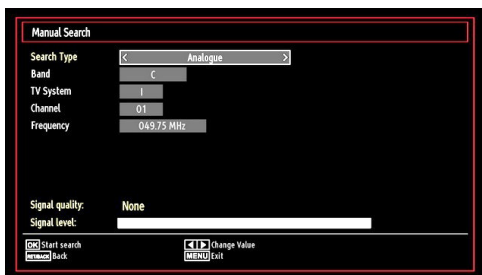 Manual Search
Search Type < Analogue >
Band C
TV System I
Channel 01
Frequency 049.75 MHz
Signal quality: None
Signal level:
OK Start search ◀▶ Change Value
RET/BACK Back MENU Exit